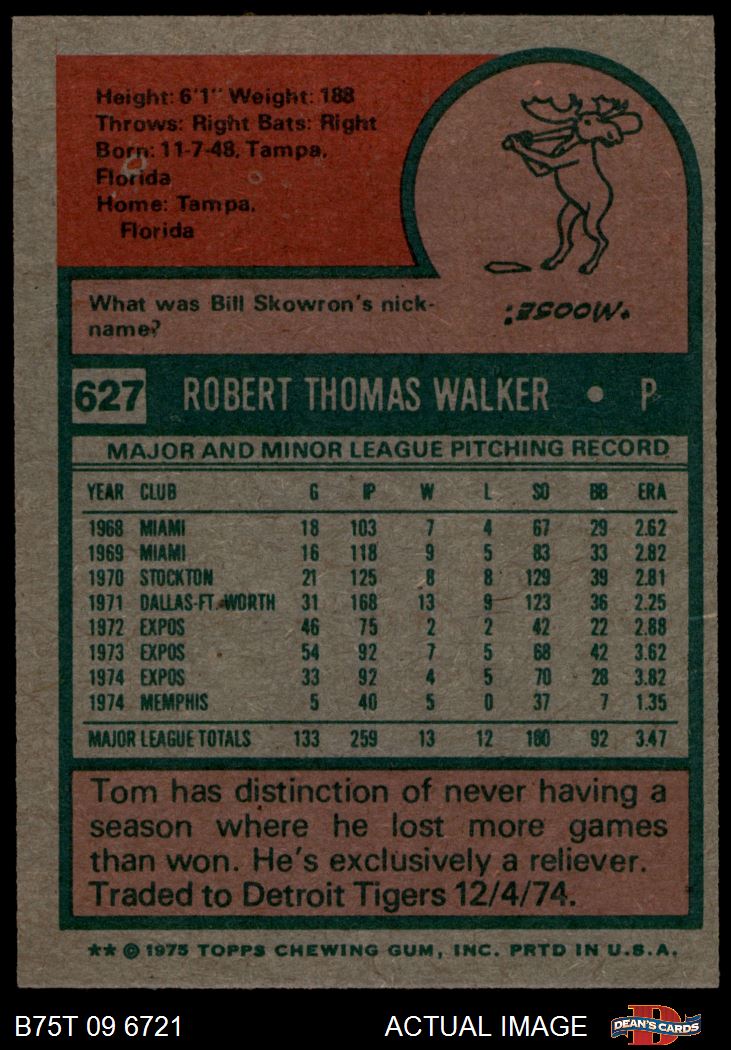 Height: 6'1" Weight: 188
Throws: Right Bats: Right
Born: 11-7-48, Tampa,
Florida
Home: Tampa,
Florida
What was Bill Skowron's nick-
name?
"MOOSE."
627 ROBERT THOMAS WALKER • P
MAJOR AND MINOR LEAGUE PITCHING RECORD
YEAR CLUB G IP W L SO BB ERA
1968 MIAMI 18 103 7 4 67 29 2.62
1969 MIAMI 16 118 9 5 83 33 2.82
1970 STOCKTON 21 125 8 8 129 39 2.81
1971 DALLAS-FT. WORTH 31 168 13 9 123 36 2.25
1972 EXPOS 46 75 2 2 42 22 2.88
1973 EXPOS 54 92 7 5 68 42 3.62
1974 EXPOS 33 92 4 5 70 28 3.82
1974 MEMPHIS 5 40 5 0 37 7 1.35
MAJOR LEAGUE TOTALS 133 259 13 12 180 92 3.47
Tom has distinction of never having a
season where he lost more games
than won. He's exclusively a reliever.
Traded to Detroit Tigers 12/4/74.
** © 1975 TOPPS CHEWING GUM, INC. PRTD IN U.S.A.
B75T 09 6721 ACTUAL IMAGE D DEAN'S CARDS